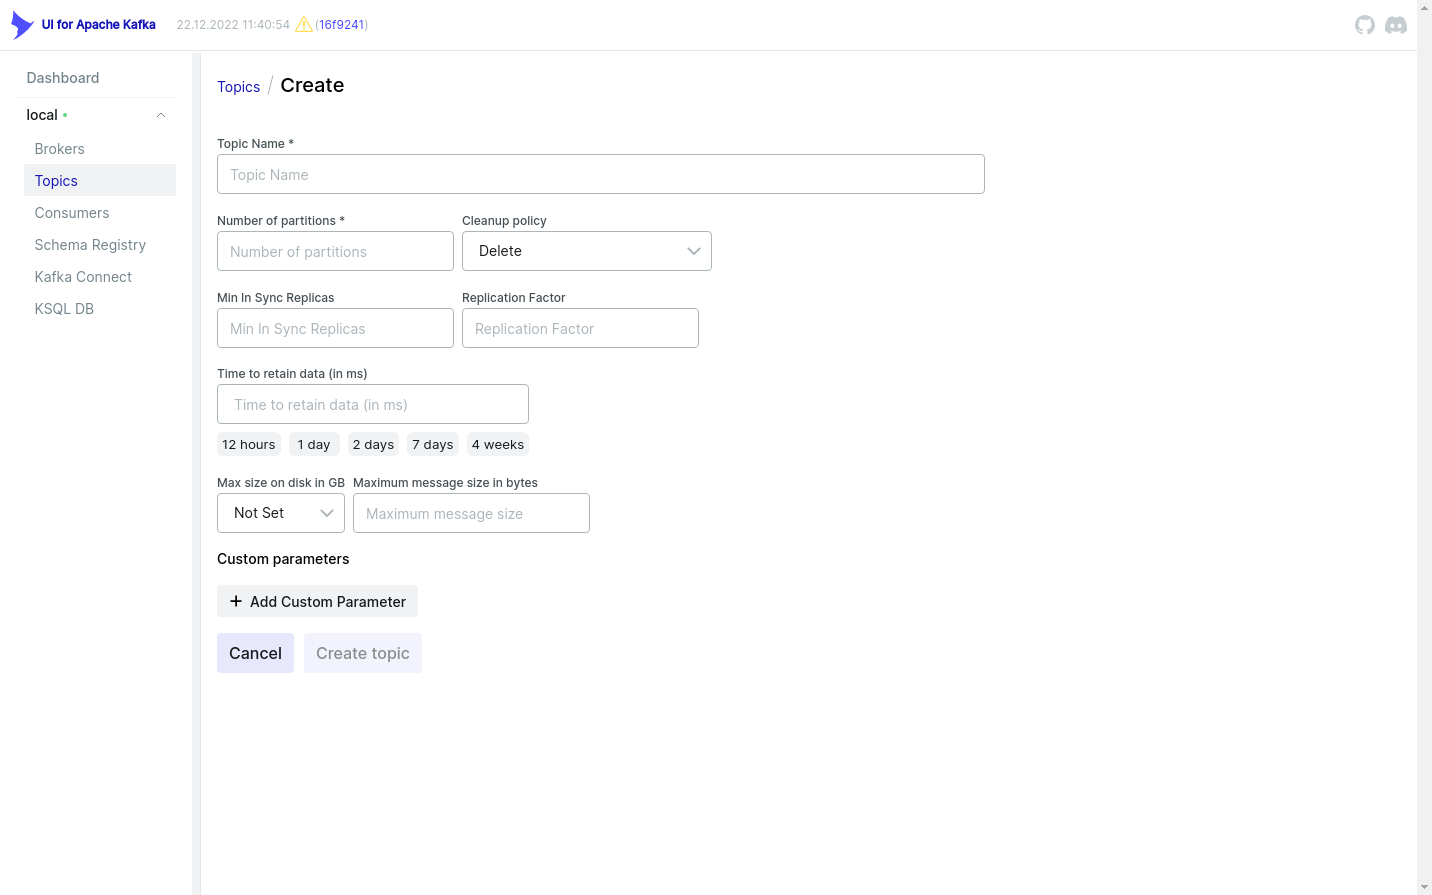 UI for Apache Kafka 22.12.2022 11:40:54 (16f9241)
Dashboard
local
Brokers
Topics
Consumers
Schema Registry
Kafka Connect
KSQL DB
Topics / Create
Topic Name *
Topic Name
Number of partitions * Cleanup policy
Number of partitions Delete
Min In Sync Replicas Replication Factor
Min In Sync Replicas Replication Factor
Time to retain data (in ms)
Time to retain data (in ms)
12 hours 1 day 2 days 7 days 4 weeks
Max size on disk in GB Maximum message size in bytes
Not Set Maximum message size
Custom parameters
+ Add Custom Parameter
Cancel Create topic